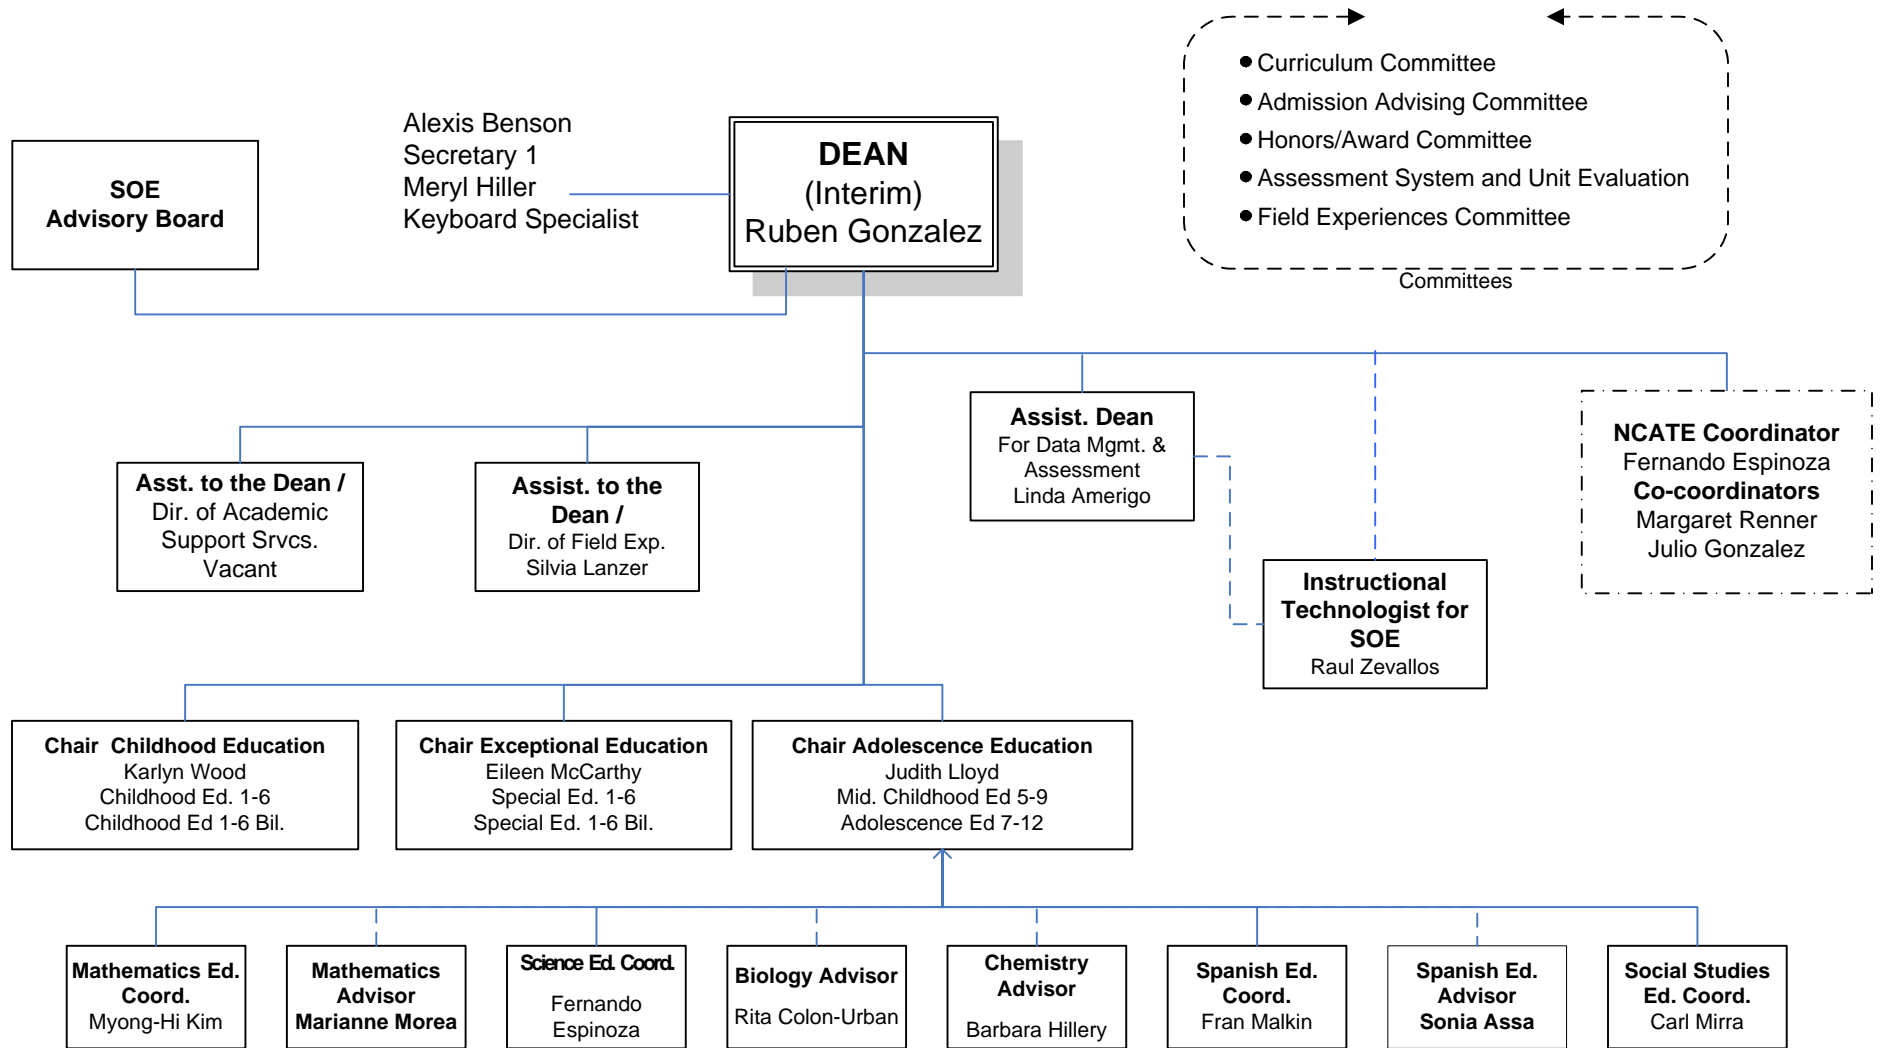 SOE
Advisory Board
Alexis Benson
Secretary 1
Meryl Hiller
Keyboard Specialist
DEAN
(Interim)
Ruben Gonzalez
Curriculum Committee
Admission Advising Committee
Honors/Award Committee
Assessment System and Unit Evaluation
Field Experiences Committee
Committees
Asst. to the Dean /
Dir. of Academic
Support Srvcs.
Vacant
Assist. to the
Dean /
Dir. of Field Exp.
Silvia Lanzer
Assist. Dean
For Data Mgmt. &
Assessment
Linda Amerigo
Instructional
Technologist for
SOE
Raul Zevallos
NCATE Coordinator
Fernando Espinoza
Co-coordinators
Margaret Renner
Julio Gonzalez
Chair  Childhood Education
Karlyn Wood
Childhood Ed. 1-6
Childhood Ed 1-6 Bil.
Chair Exceptional Education
Eileen McCarthy
Special Ed. 1-6
Special Ed. 1-6 Bil.
Chair Adolescence Education
Judith Lloyd
Mid. Childhood Ed 5-9
Adolescence Ed 7-12
Mathematics Ed.
Coord.
Myong-Hi Kim
Mathematics
Advisor
Marianne Morea
Science Ed. Coord.
Fernando
Espinoza
Biology Advisor
Rita Colon-Urban
Chemistry
Advisor
Barbara Hillery
Spanish Ed.
Coord.
Fran Malkin
Spanish Ed.
Advisor
Sonia Assa
Social Studies
Ed. Coord.
Carl Mirra